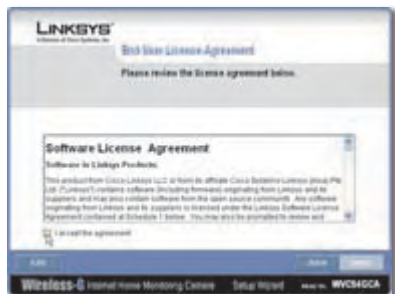 LINKSYS
A Division of Cisco Systems, Inc.
End User License Agreement
Please review the license agreement below.
Software License Agreement
Software in Linksys Products:
This product from Cisco-Linksys LLC or from its affiliate Cisco Systems-Linksys (Asia) Pte
Ltd. ("Linksys") contains software (including firmware) originating from Linksys and its
suppliers and may also contain software from the open source community. Any software
originating from Linksys and its suppliers is licensed under the Linksys Software License
Agreement contained at Schedule 1 below. You may also be prompted to review and
I accept the agreement
Wireless-G Internet Home Monitoring Camera Setup Wizard WVC54GCA